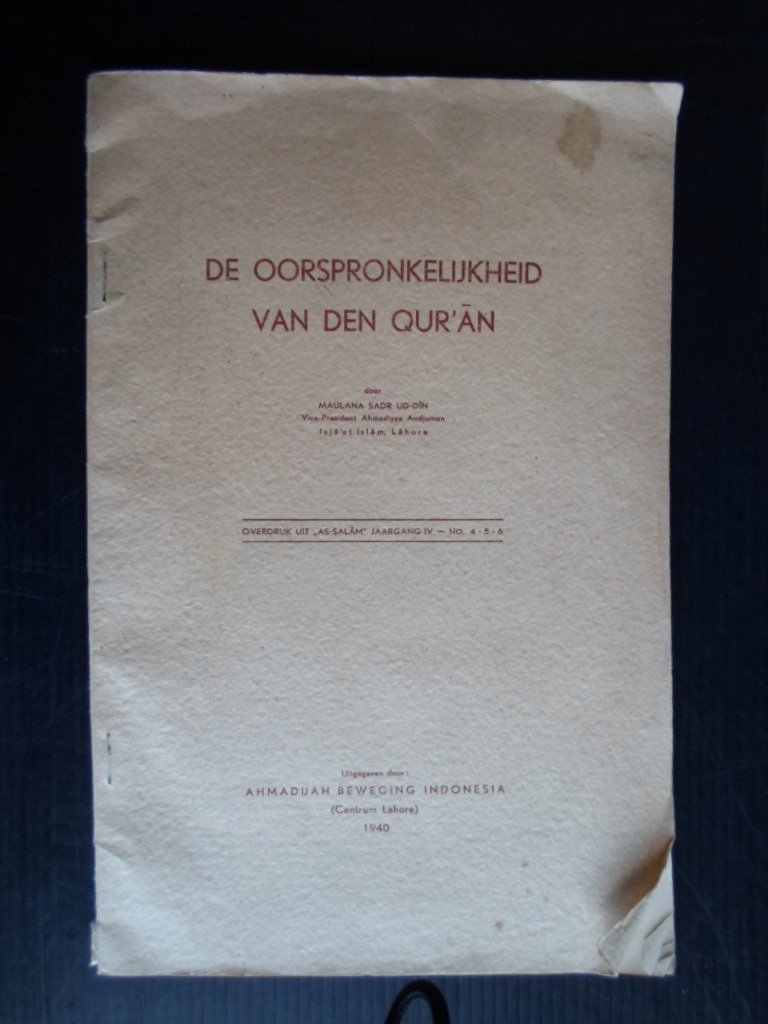 DE OORSPRONKELIJKHEID
VAN DEN QUR'ĀN
door
MAULANA SADR UD-DĪN
Vice-President Ahmadiyya Andjuman
Isjā'at Islām, Lāhore
OVERDRUK UIT „AS-SALĀM" JAARGANG IV — NO. 4 - 5 - 6
Uitgegeven door:
AHMADIJAH BEWEGING INDONESIA
(Centrum Lahore)
1940